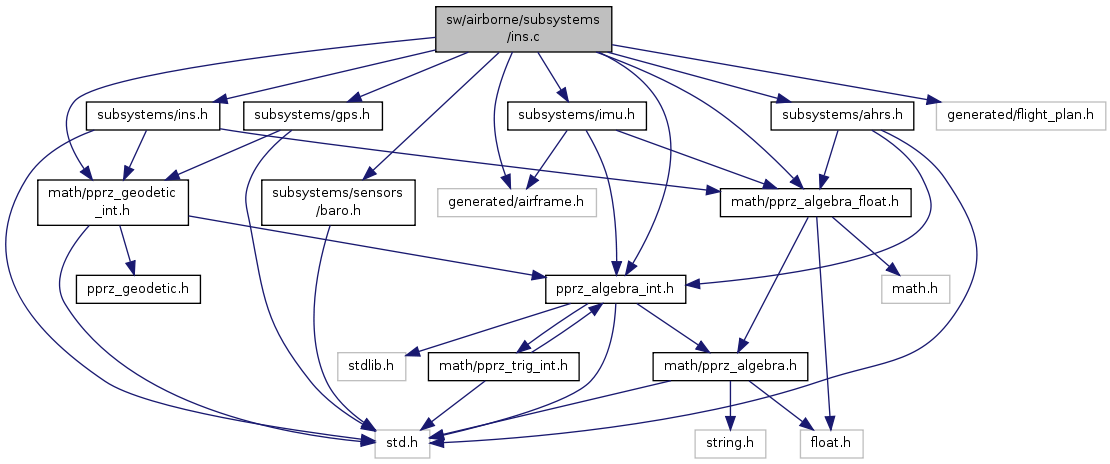 sw/airborne/subsystems
/ins.c
subsystems/ins.h
subsystems/gps.h
subsystems/imu.h
subsystems/ahrs.h
generated/flight_plan.h
math/pprz_geodetic
_int.h
subsystems/sensors
/baro.h
generated/airframe.h
math/pprz_algebra_float.h
pprz_geodetic.h
pprz_algebra_int.h
math.h
stdlib.h
math/pprz_trig_int.h
math/pprz_algebra.h
std.h
string.h
float.h